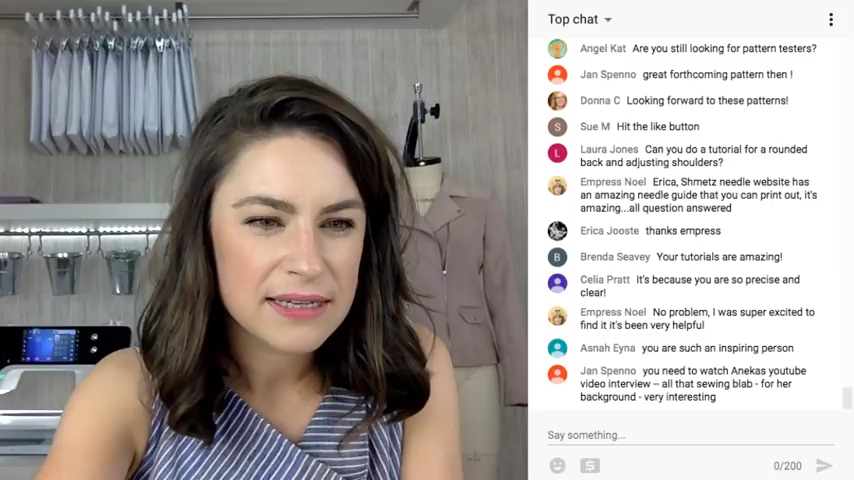 Top chat
Angel Kat Are you still looking for pattern testers?
Jan Spenno great forthcoming pattern then !
Donna C Looking forward to these patterns!
S Sue M Hit the like button
L Laura Jones Can you do a tutorial for a rounded
back and adjusting shoulders?
Empress Noel Erica, Shmetz needle website has
an amazing needle guide that you can print out, it's
amazing...all question answered
Erica Jooste thanks empress
B Brenda Seavey Your tutorials are amazing!
Celia Pratt It's because you are so precise and
clear!
Empress Noel No problem, I was super excited to
find it it's been very helpful
Asnah Eyna you are such an inspiring person
Jan Spenno you need to watch Anekas youtube
video interview -- all that sewing blab - for her
background - very interesting
Say something...
0/200